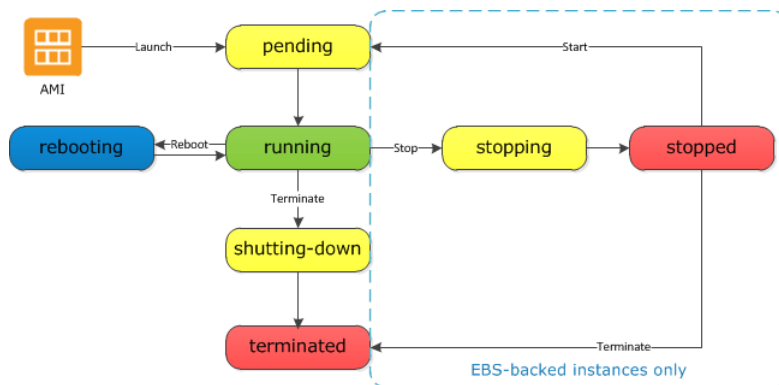 Launch
pending
Start
AMI
rebooting
Reboot
running
Stop
stopping
stopped
Terminate
shutting-down
terminated
Terminate
EBS-backed instances only